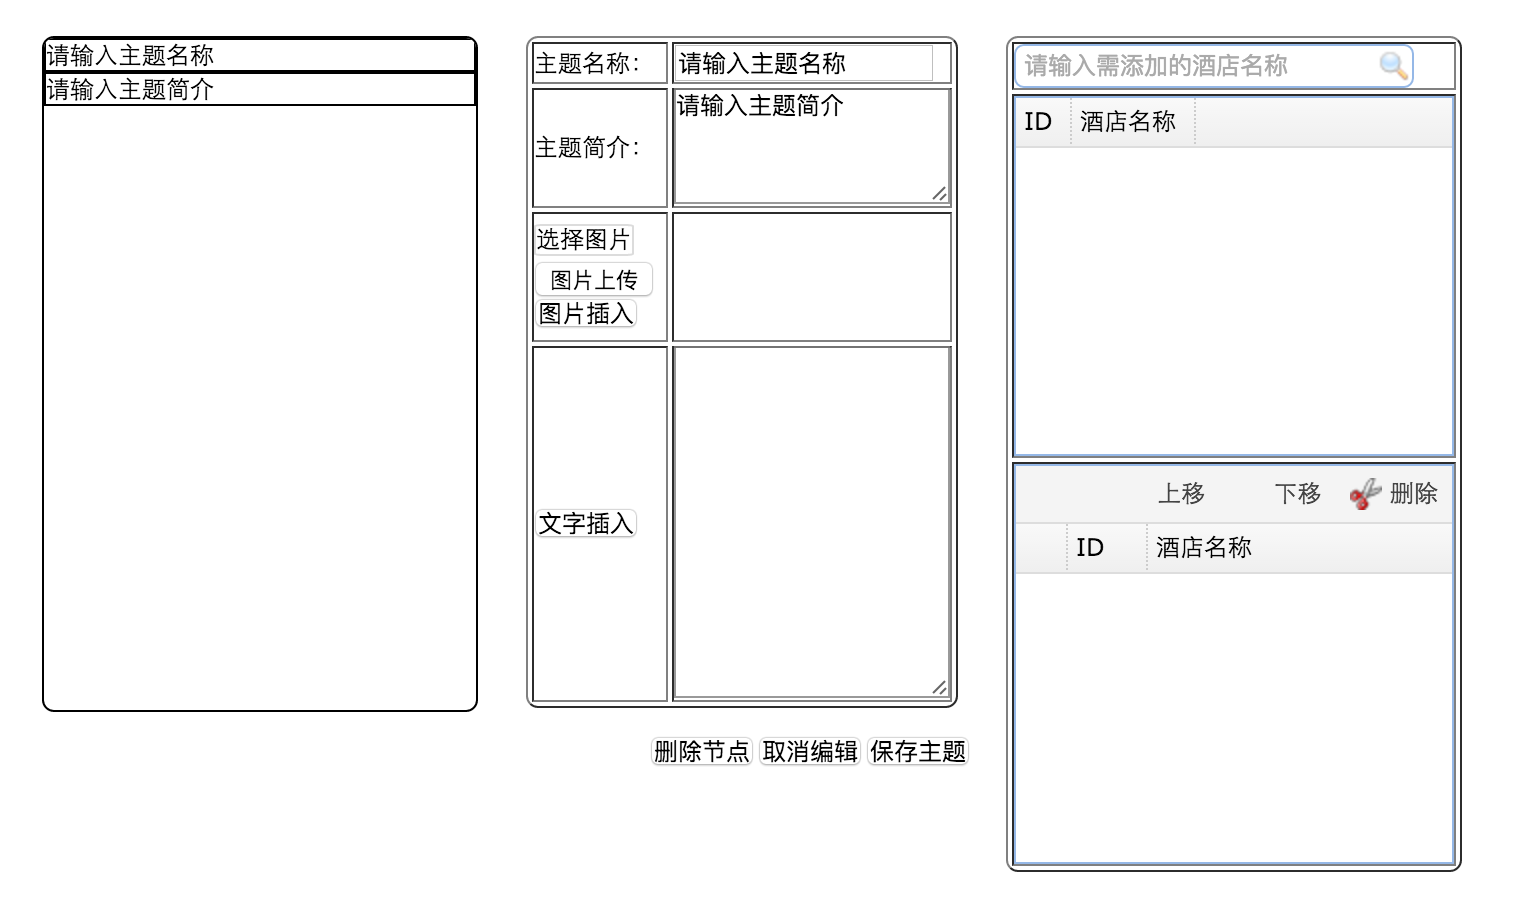 请输入主题名称
请输入主题简介
主题名称：
请输入主题名称
主题简介：
请输入主题简介
选择图片
图片上传
图片插入
文字插入
删除节点 取消编辑 保存主题
请输入需添加的酒店名称
ID 酒店名称
上移 下移 删除
ID 酒店名称